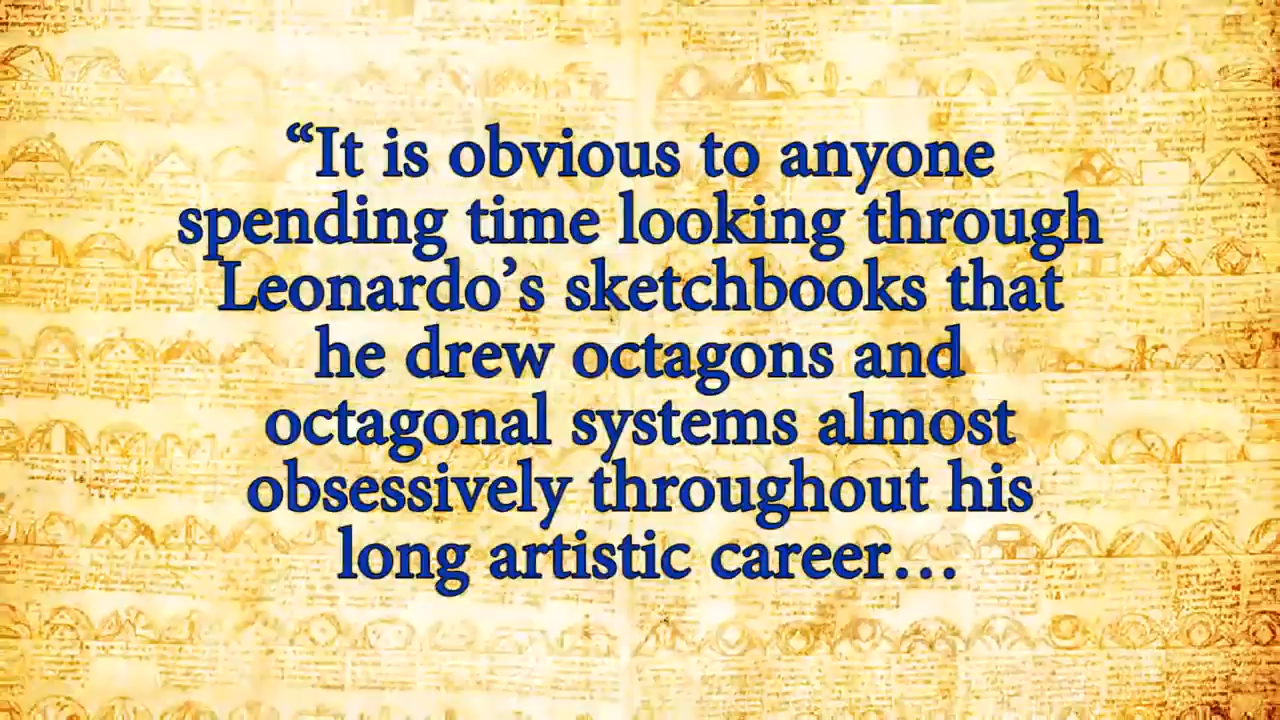 “It is obvious to anyone
spending time looking through
Leonardo’s sketchbooks that
he drew octagons and
octagonal systems almost
obsessively throughout his
long artistic career…